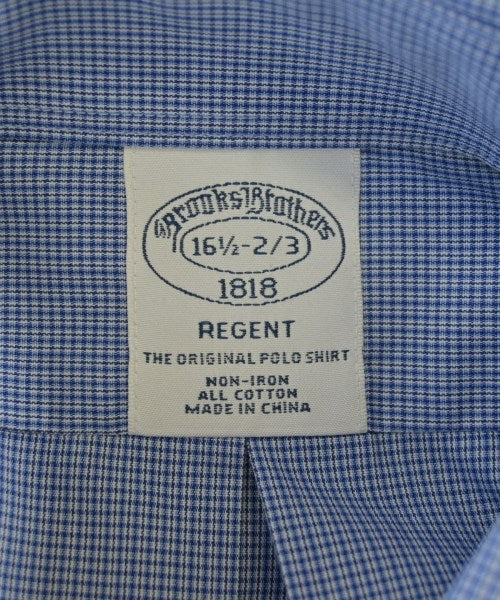 Brooks Brothers
16½-2/3
1818
REGENT
THE ORIGINAL POLO SHIRT
NON-IRON
ALL COTTON
MADE IN CHINA